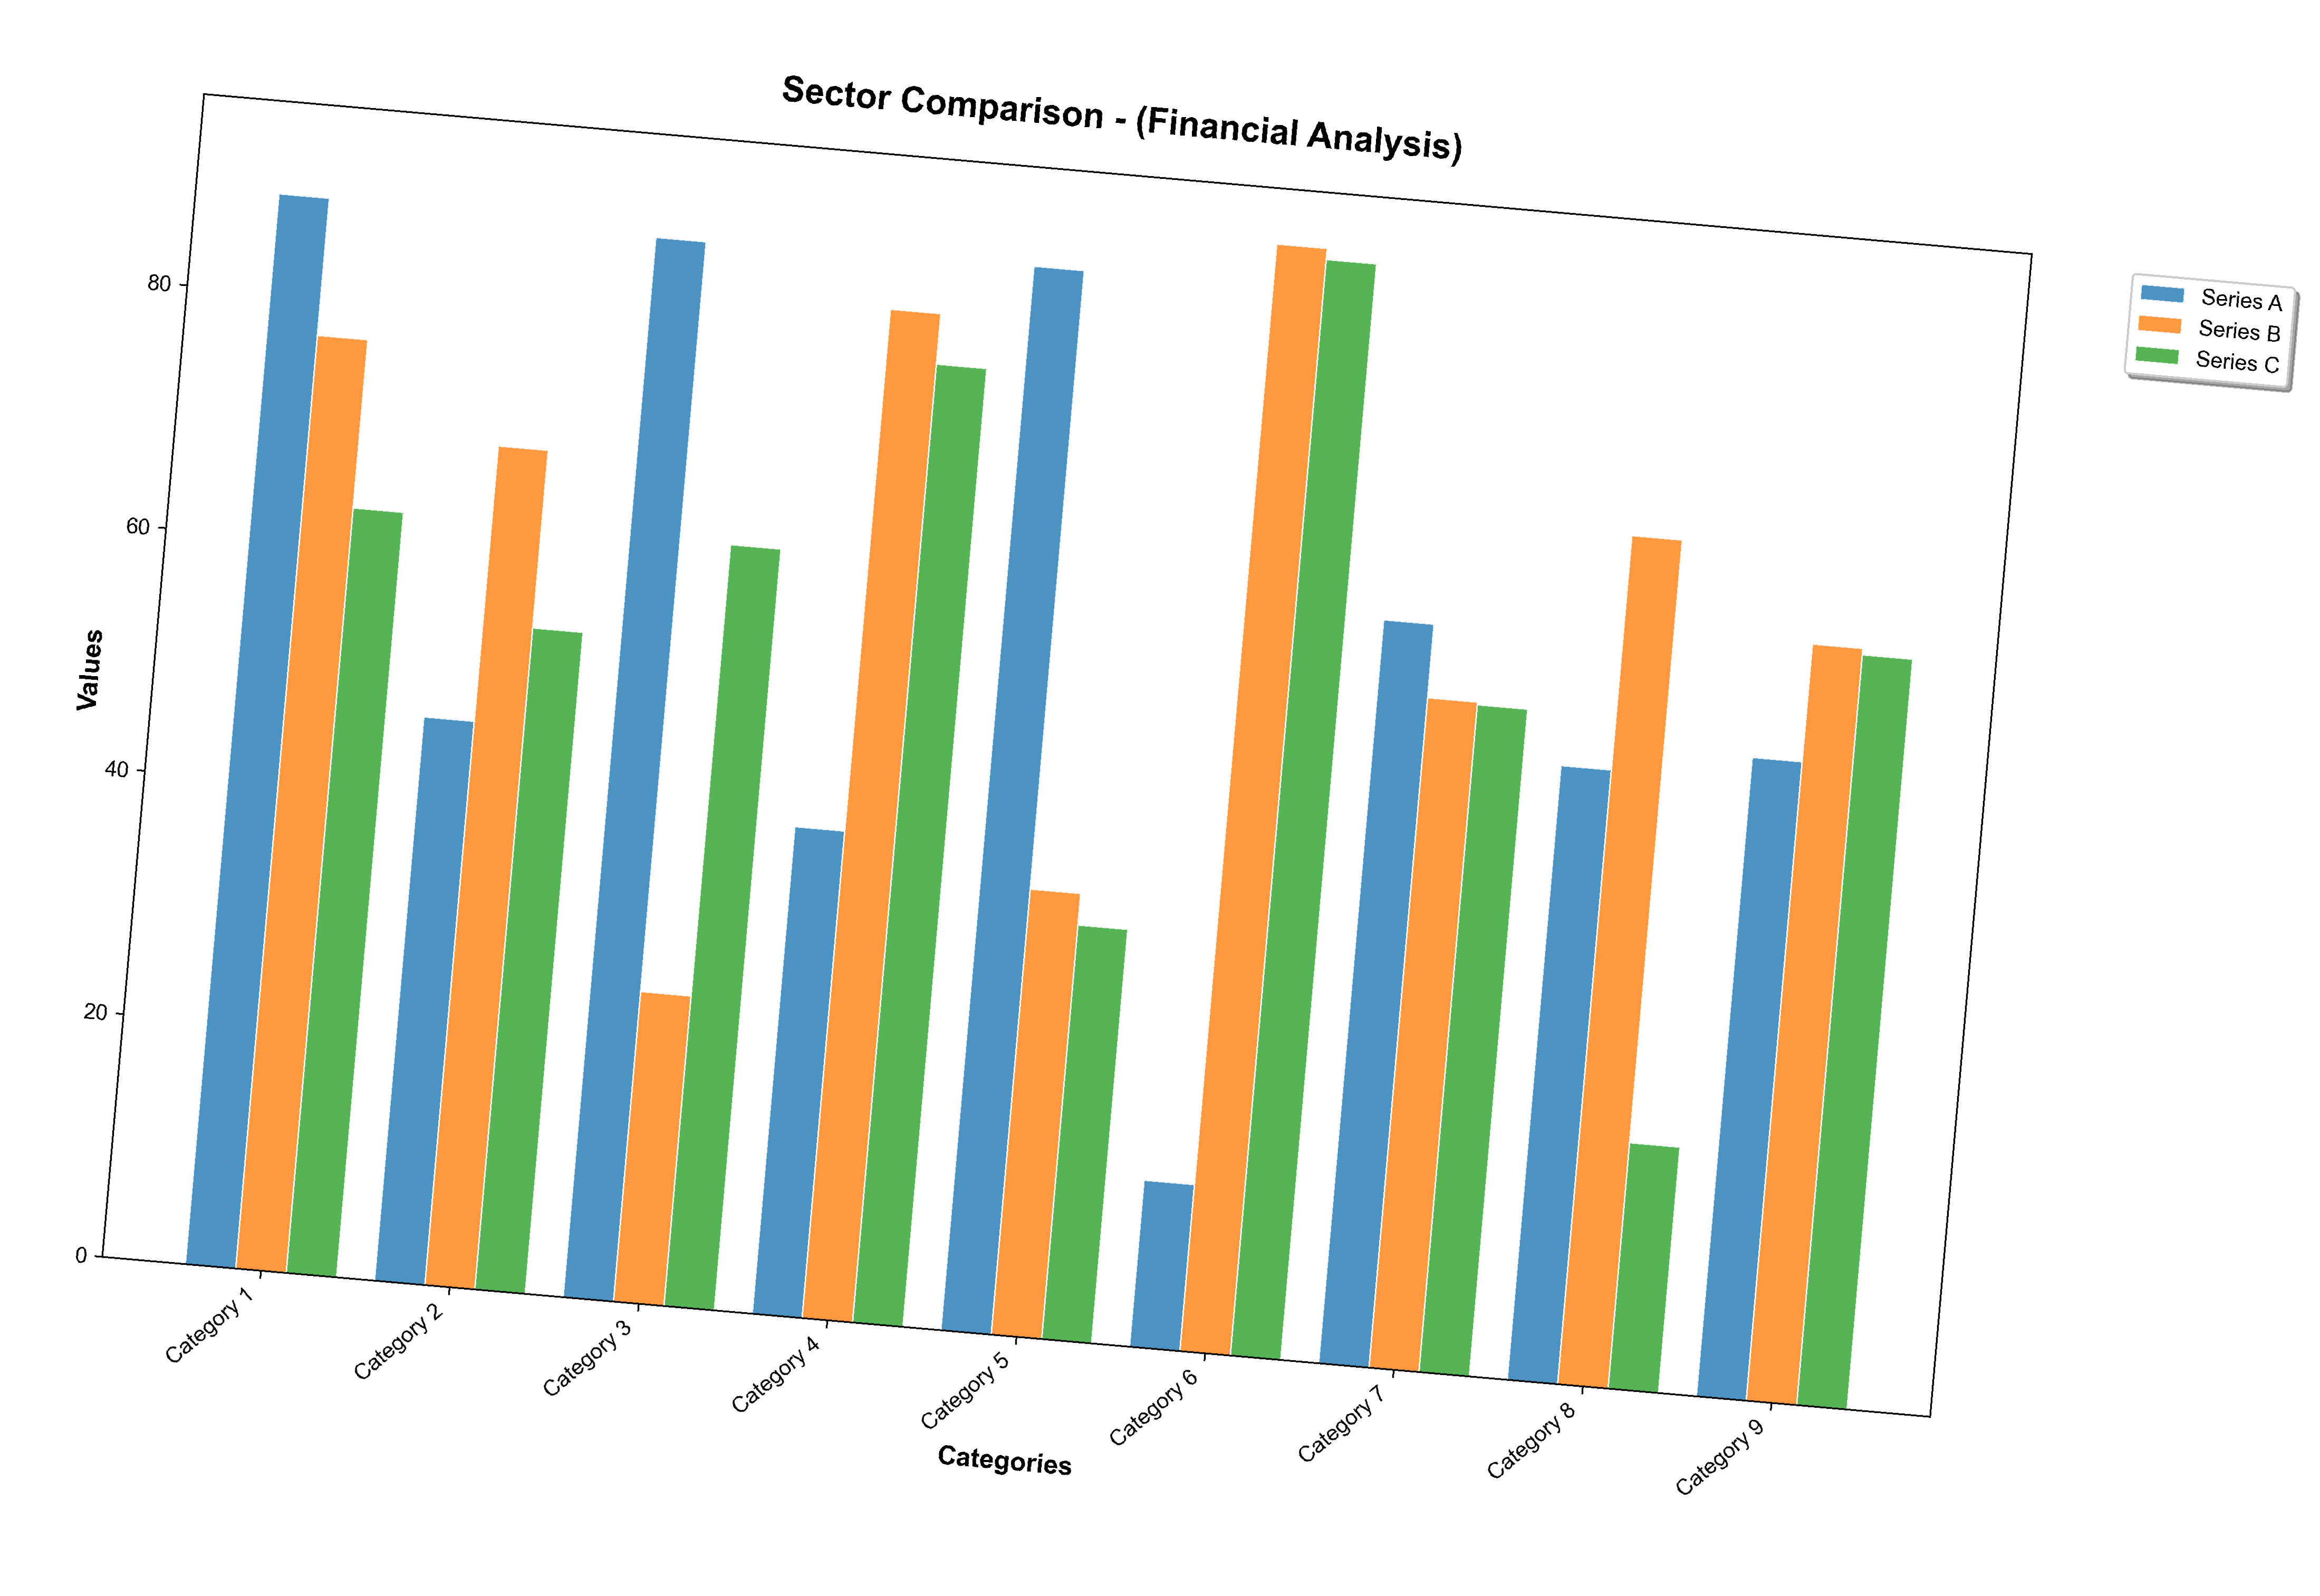 Sector Comparison - (Financial Analysis)
Series A
Series B
Series C
Values
80
60
40
20
0
Category 1
Category 2
Category 3
Category 4
Category 5
Category 6
Category 7
Category 8
Category 9
Categories